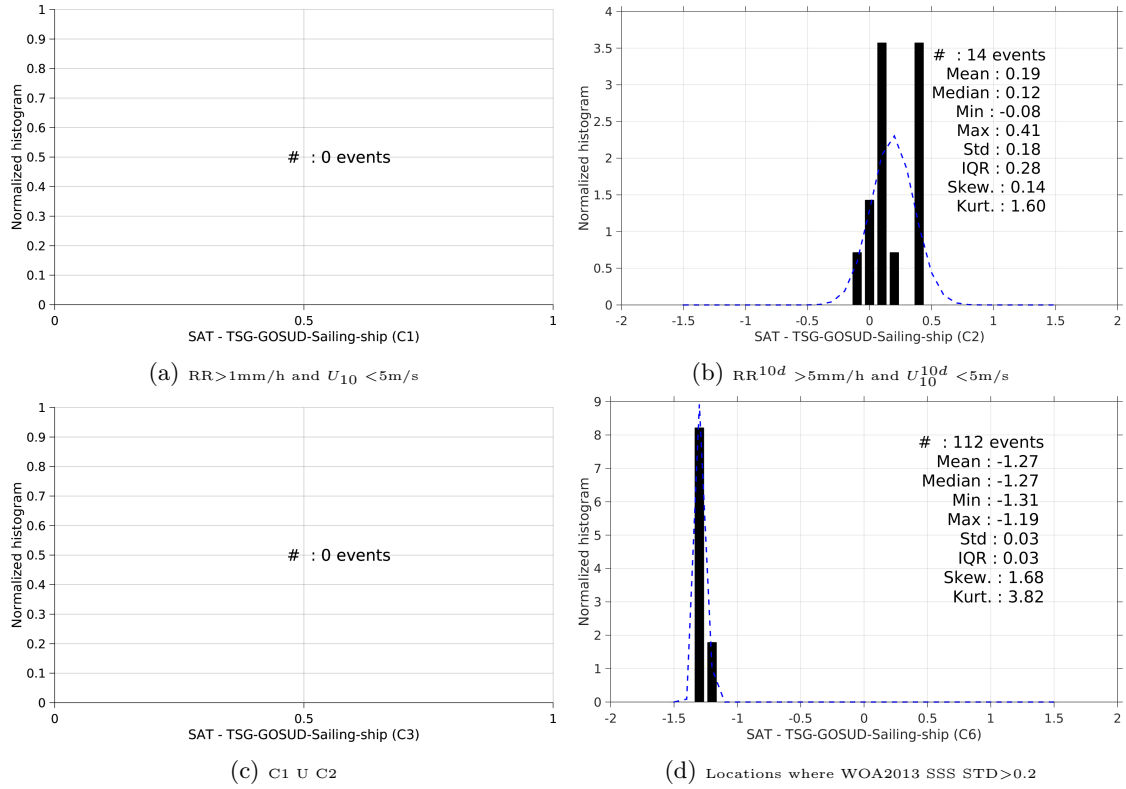 1
0.9
0.8
0.7
0.6
0.5
0.4
0.3
0.2
0.1
0
Normalized histogram
# : 0 events
0 0.5 1
SAT - TSG-GOSUD-Sailing-ship (C1)
(a) RR>1mm/h and U10 <5m/s
4
3.5
3
2.5
2
1.5
1
0.5
0
Normalized histogram
# : 14 events
Mean : 0.19
Median : 0.12
Min : -0.08
Max : 0.41
Std : 0.18
IQR : 0.28
Skew. : 0.14
Kurt. : 1.60
-2 -1.5 -1 -0.5 0 0.5 1 1.5 2
SAT - TSG-GOSUD-Sailing-ship (C2)
(b) RR^10d >5mm/h and U10^10d <5m/s
1
0.9
0.8
0.7
0.6
0.5
0.4
0.3
0.2
0.1
0
Normalized histogram
# : 0 events
0 0.5 1
SAT - TSG-GOSUD-Sailing-ship (C3)
(c) C1 U C2
9
8
7
6
5
4
3
2
1
0
Normalized histogram
# : 112 events
Mean : -1.27
Median : -1.27
Min : -1.31
Max : -1.19
Std : 0.03
IQR : 0.03
Skew. : 1.68
Kurt. : 3.82
-2 -1.5 -1 -0.5 0 0.5 1 1.5 2
SAT - TSG-GOSUD-Sailing-ship (C6)
(d) Locations where WOA2013 SSS STD>0.2